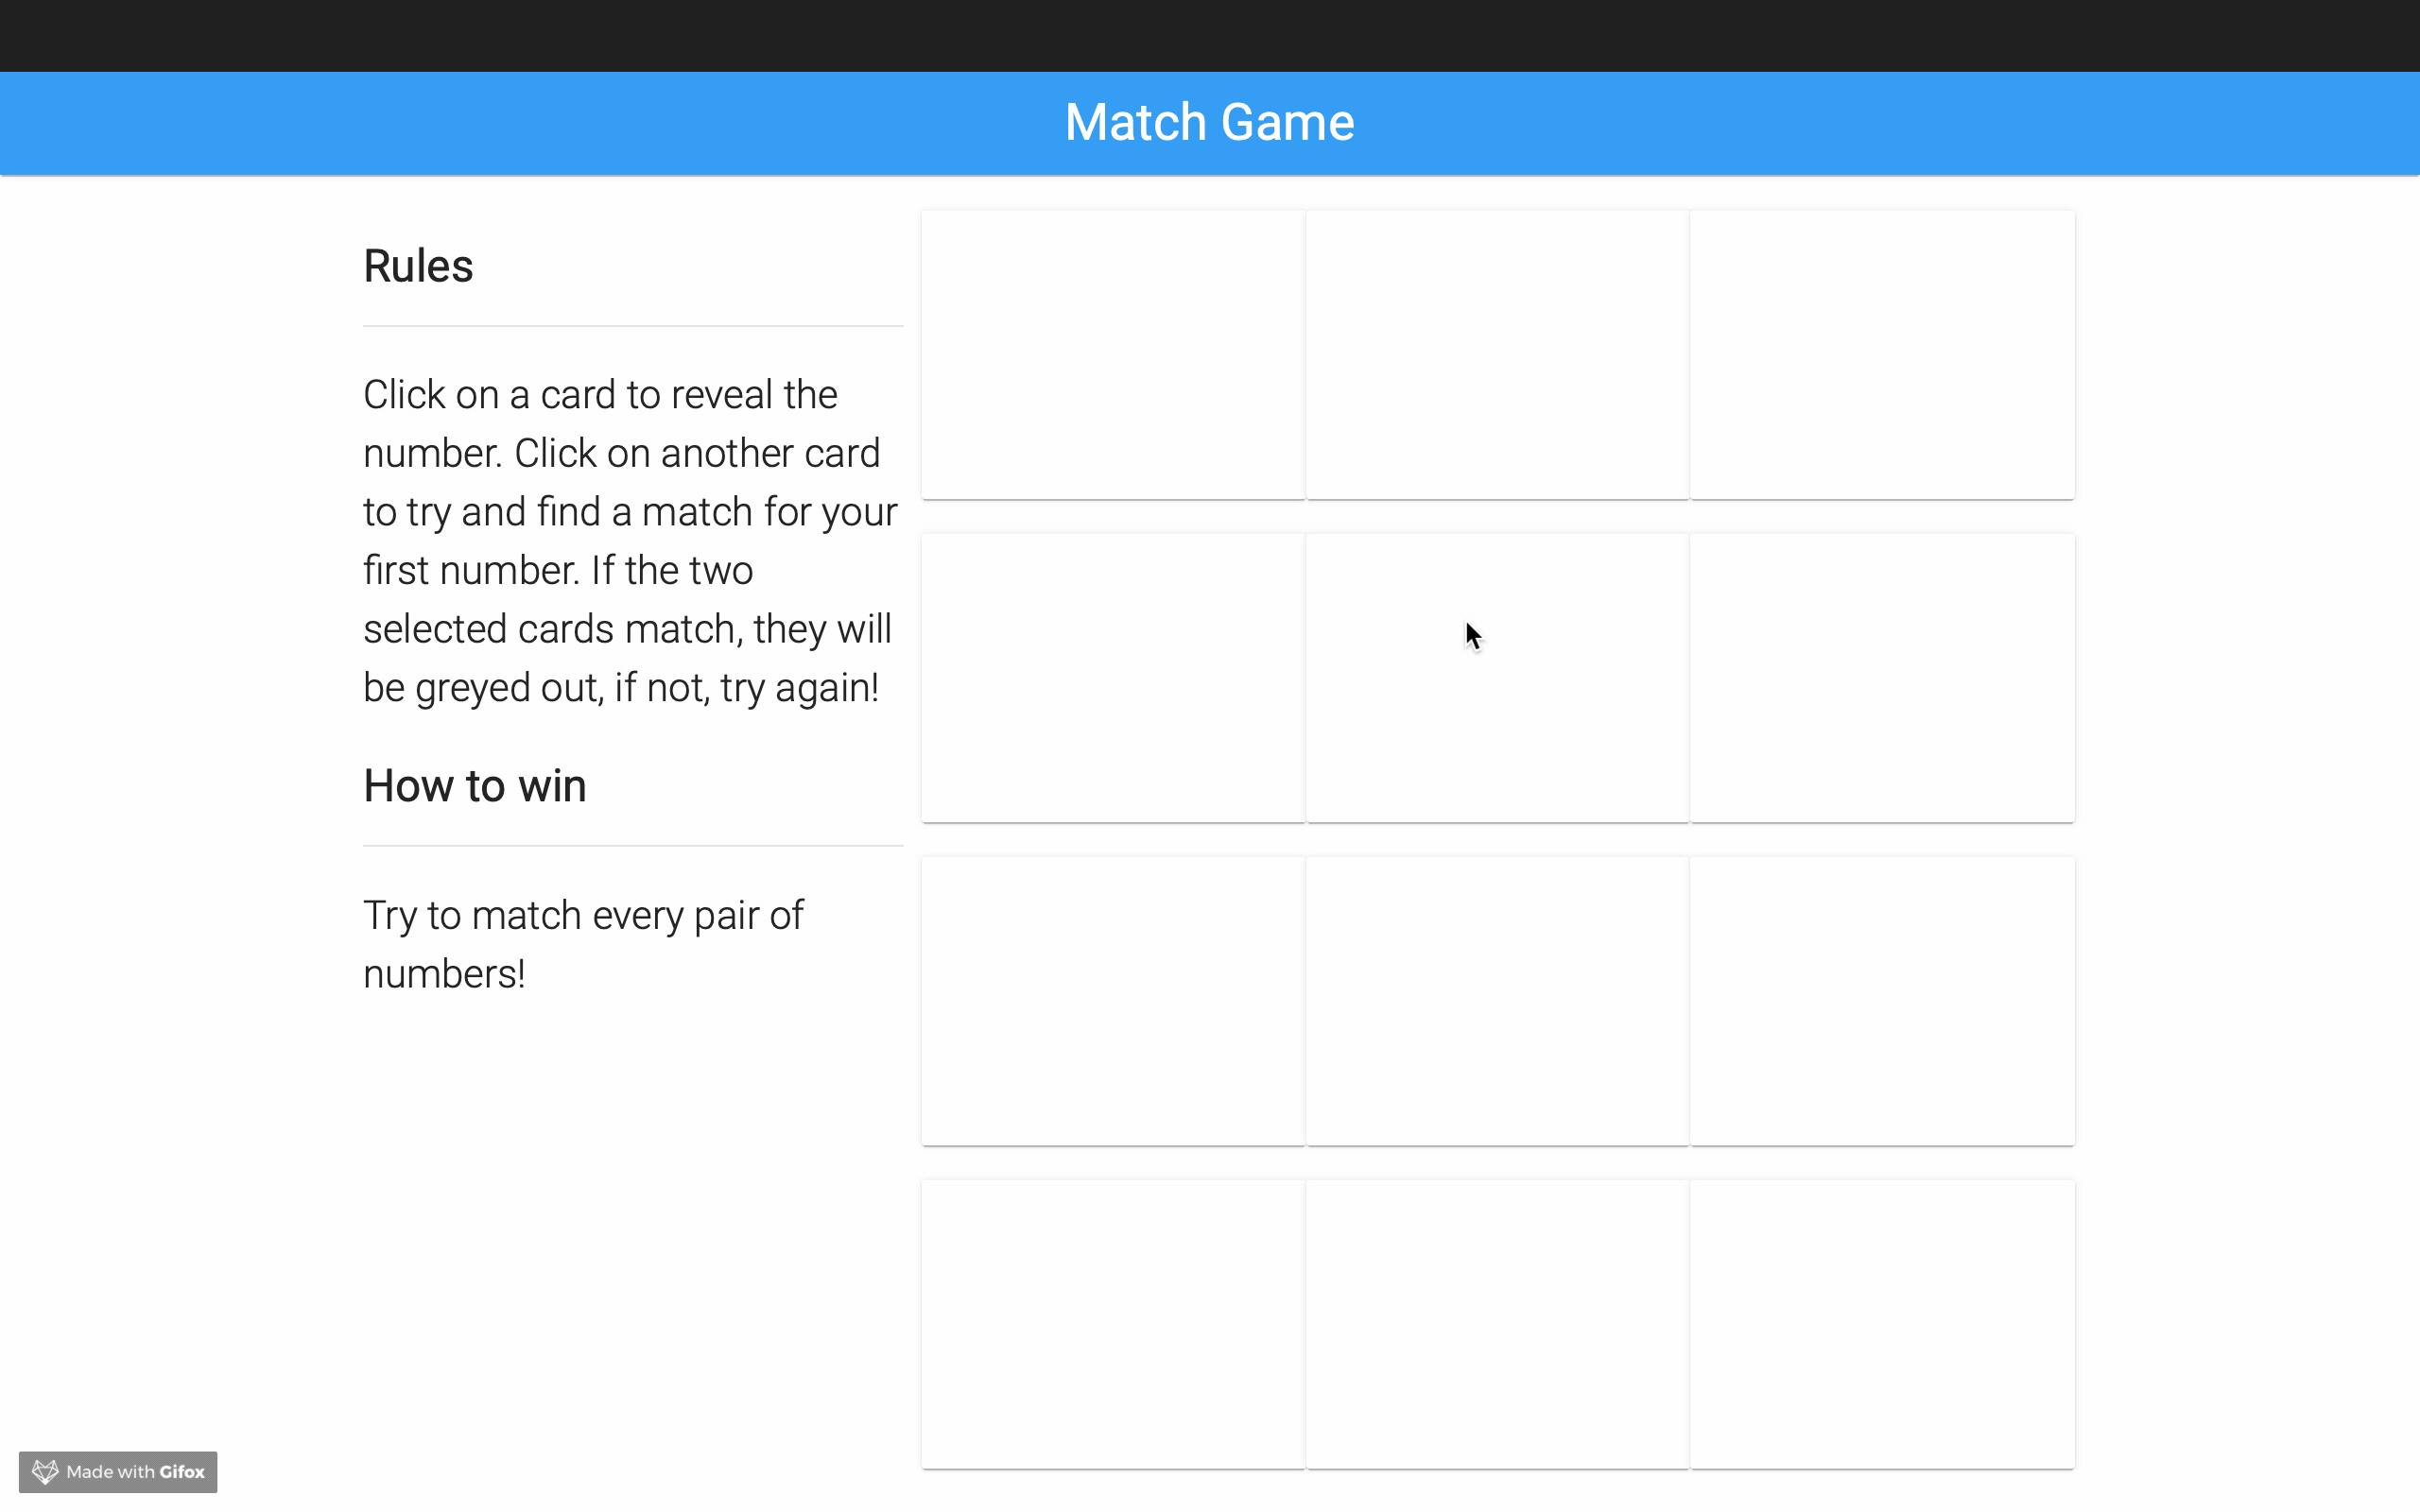 Match Game
Rules
Click on a card to reveal the
number. Click on another card
to try and find a match for your
first number. If the two
selected cards match, they will
be greyed out, if not, try again!
How to win
Try to match every pair of
numbers!
Made with Gifox